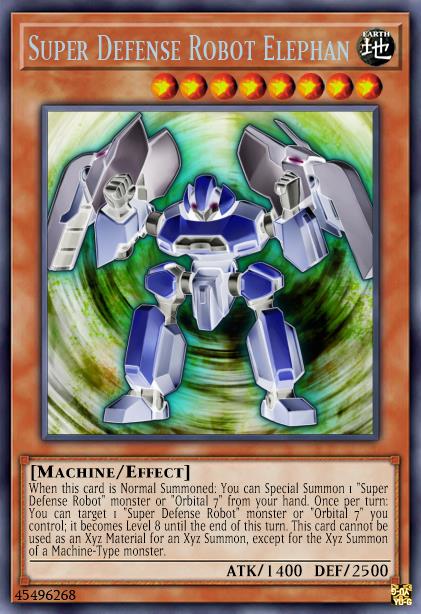 Super Defense Robot Elephan
EARTH
地
[Machine/Effect]
When this card is Normal Summoned: You can Special Summon 1 "Super
Defense Robot" monster or "Orbital 7" from your hand. Once per turn:
You can target 1 "Super Defense Robot" monster or "Orbital 7" you
control; it becomes Level 8 until the end of this turn. This card cannot be
used as an Xyz Material for an Xyz Summon, except for the Xyz Summon
of a Machine-Type monster.
ATK/1400 DEF/2500
45496268